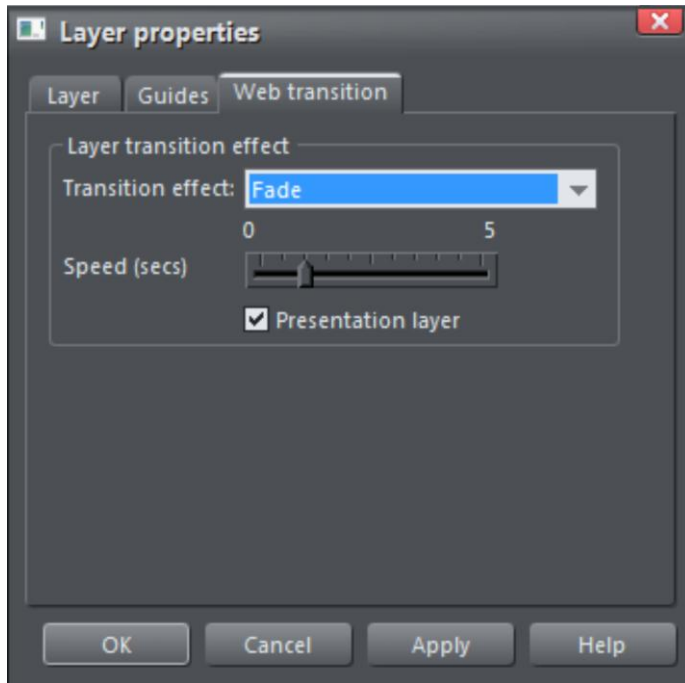 Layer properties
Layer Guides Web transition
Layer transition effect
Transition effect: Fade
0 5
Speed (secs)
Presentation layer
OK Cancel Apply Help